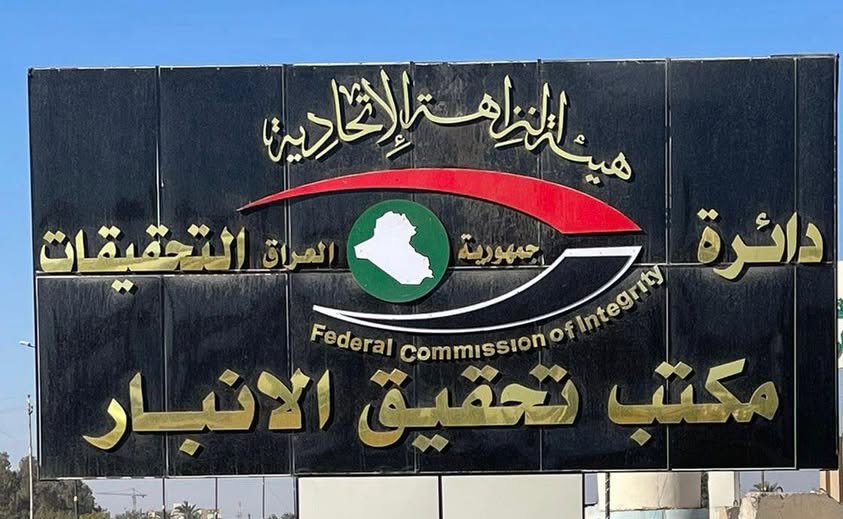 هيئة النزاهة الإتحادية
دائرة التحقيقات
جمهورية العراق
Federal Commission of Integrity
مكتب تحقيق الانبار